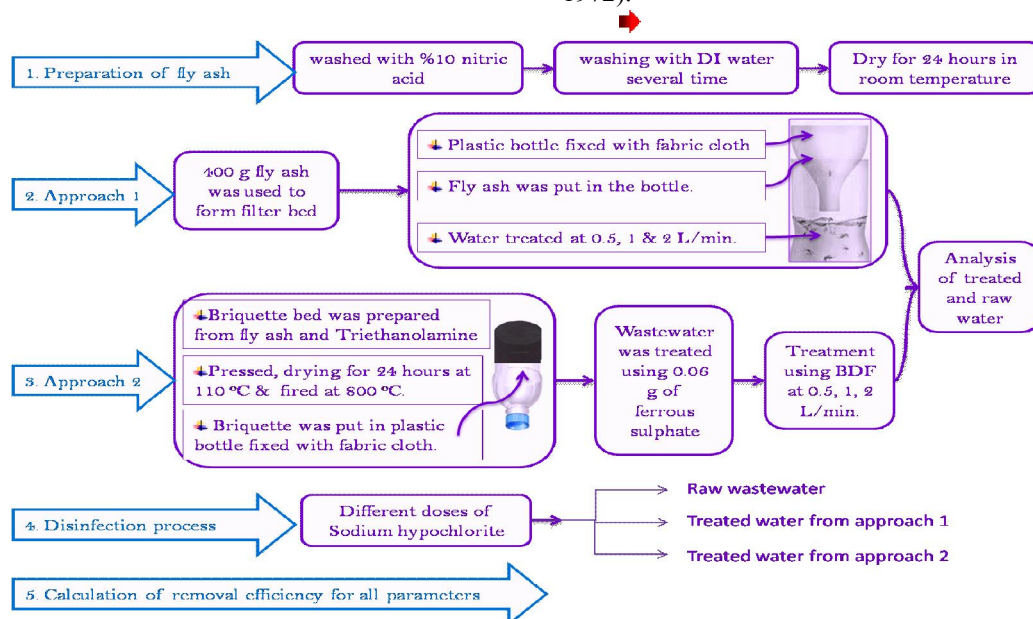 1972).
1. Preparation of fly ash
washed with %10 nitric
acid
washing with DI water
several time
Dry for 24 hours in
room temperature
2. Approach 1
400 g fly ash
was used to
form filter bed
Plastic bottle fixed with fabric cloth
Fly ash was put in the bottle.
Water treated at 0.5, 1 & 2 L/min.
Analysis
of treated
and raw
water
3. Approach 2
Briquette bed was prepared
from fly ash and Triethanolamine
Pressed, drying for 24 hours at
110 ºC & fired at 800 ºC.
Briquette was put in plastic
bottle fixed with fabric cloth.
Wastewater
was treated
using 0.06
g of
ferrous
sulphate
Treatment
using BDF
at 0.5, 1, 2
L/min.
4. Disinfection process
Different doses of
Sodium hypochlorite
Raw wastewater
Treated water from approach 1
Treated water from approach 2
5. Calculation of removal efficiency for all parameters